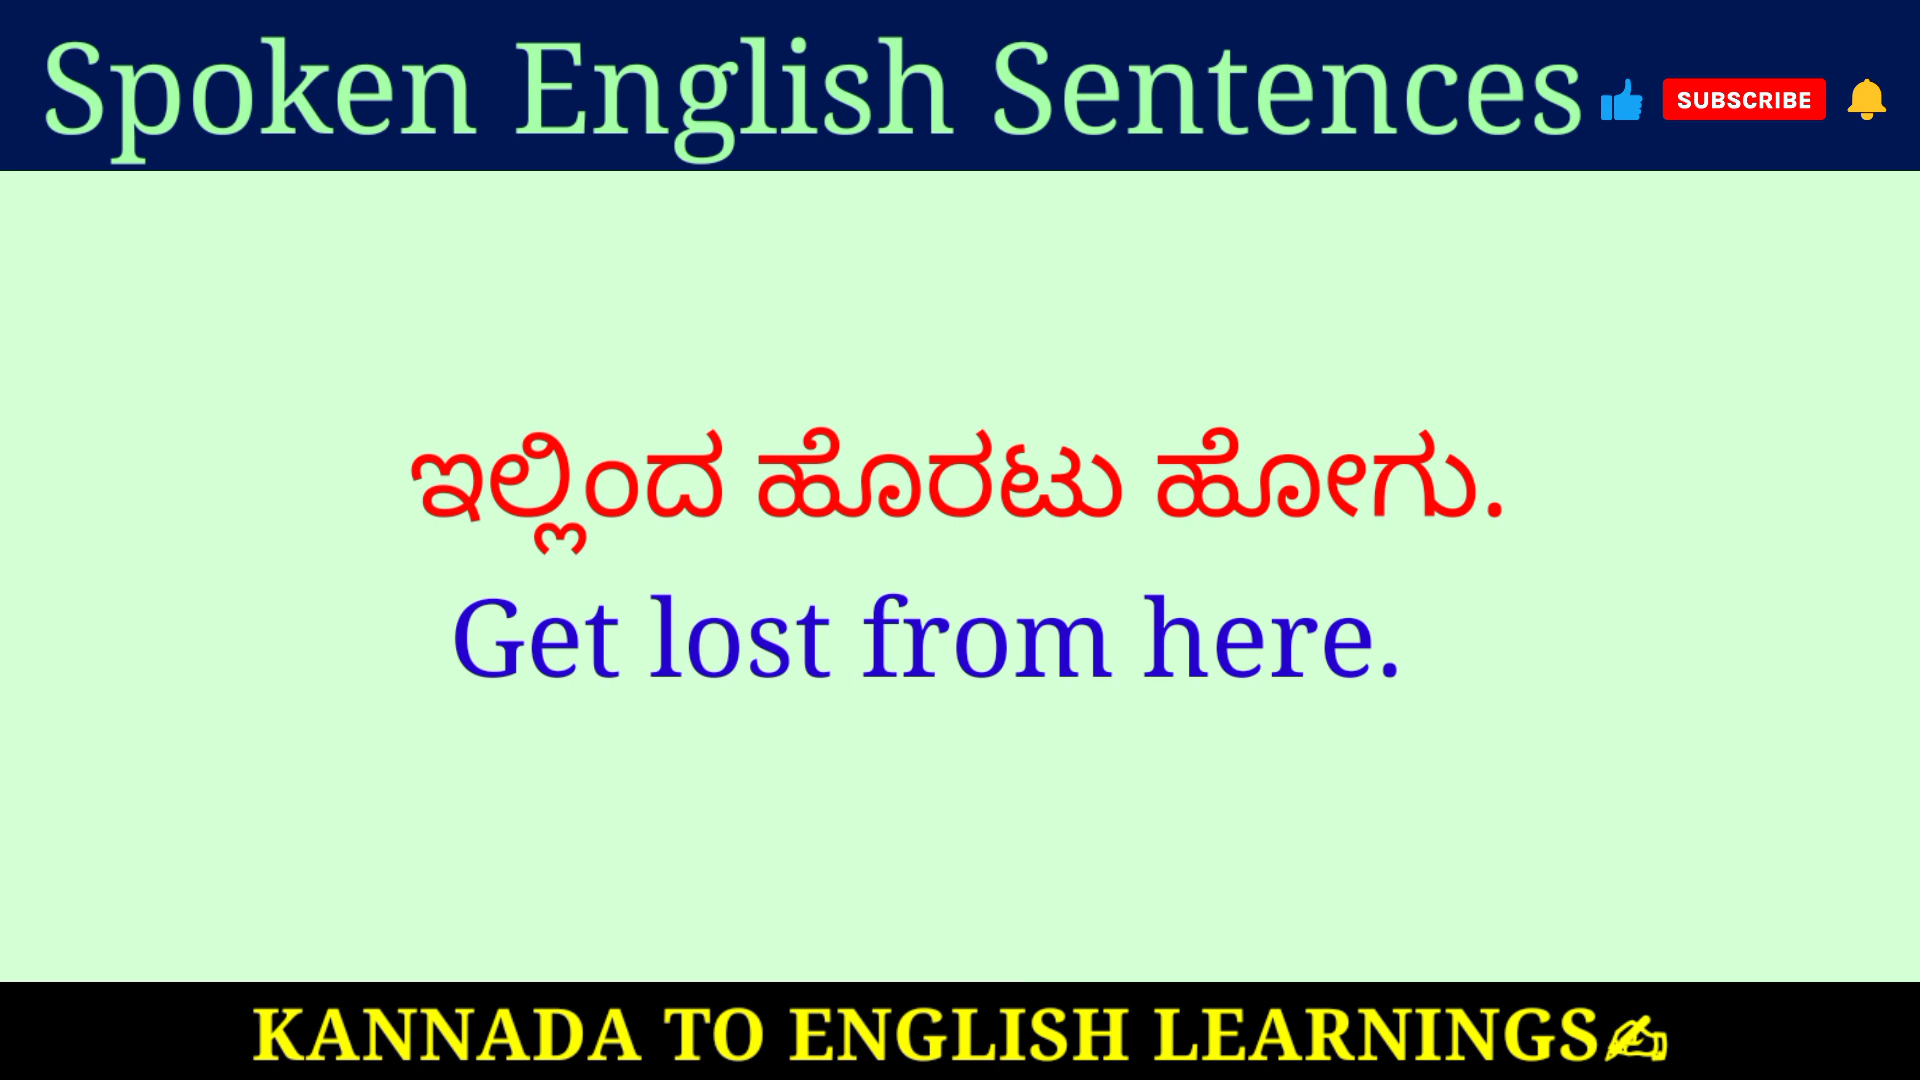 Spoken English Sentences
SUBSCRIBE
ಇಲ್ಲಿಂದ ಹೊರಟು ಹೋಗು.
Get lost from here.
KANNADA TO ENGLISH LEARNINGS✍